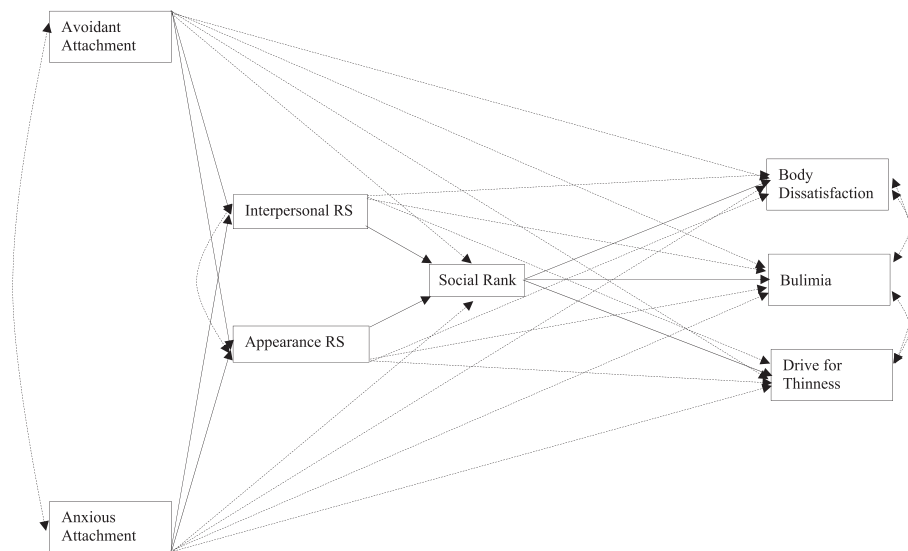 Avoidant
Attachment
Body
Dissatisfaction
Interpersonal RS
Social Rank
Bulimia
Appearance RS
Drive for
Thinness
Anxious
Attachment